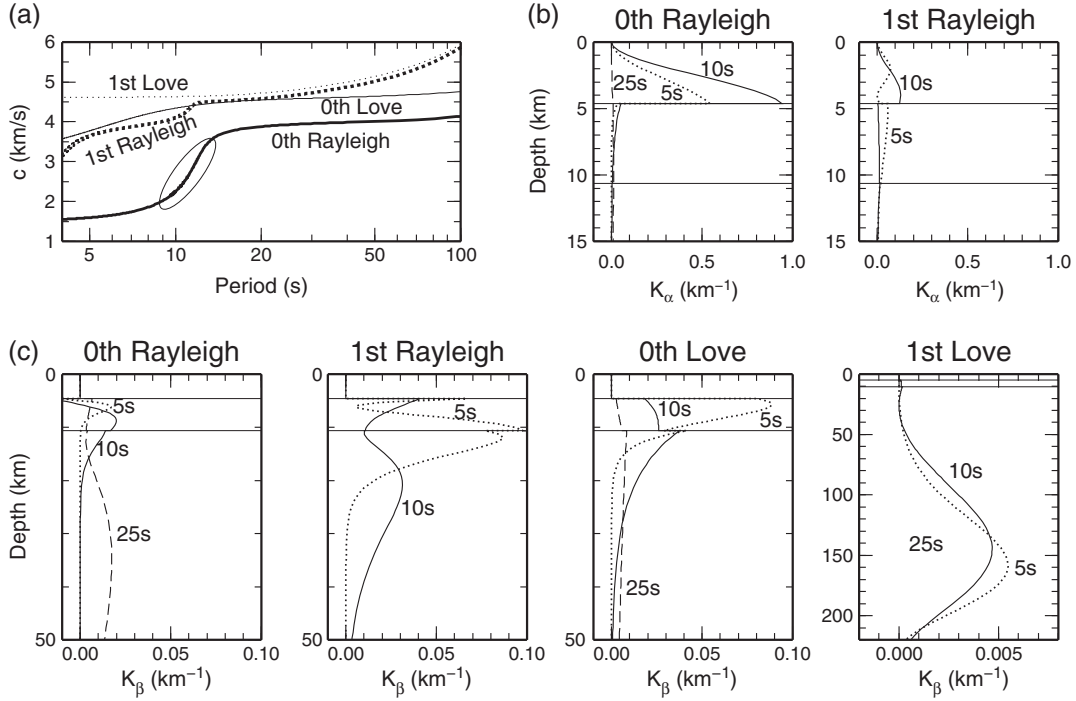 (a)
6
5
4
3
2
1
c (km/s)
1st Love
0th Love
1st Rayleigh
0th Rayleigh
5 10 20 50 100
Period (s)
(b)
0th Rayleigh
0
5
10
15
Depth (km)
10s
25s
5s
0.0 0.5 1.0
Kα (km⁻¹)
1st Rayleigh
0
5
10
15
10s
5s
0.0 0.5 1.0
Kα (km⁻¹)
(c)
0th Rayleigh
0
50
Depth (km)
5s
10s
25s
0.00 0.10
Kβ (km⁻¹)
1st Rayleigh
0
50
5s
10s
0.00 0.10
Kβ (km⁻¹)
0th Love
0
50
10s
5s
25s
0.00 0.10
Kβ (km⁻¹)
1st Love
0
50
100
150
200
10s
25s
5s
0.000 0.005
Kβ (km⁻¹)